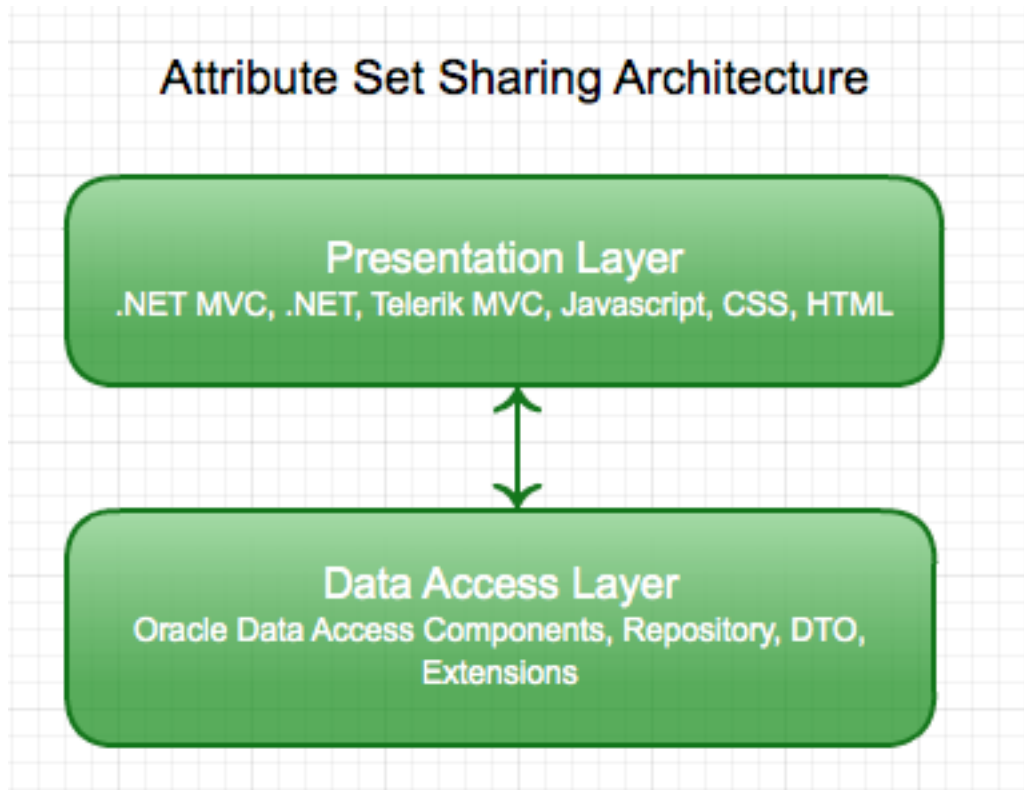 Attribute Set Sharing Architecture
Presentation Layer
.NET MVC, .NET, Telerik MVC, Javascript, CSS, HTML
Data Access Layer
Oracle Data Access Components, Repository, DTO,
Extensions